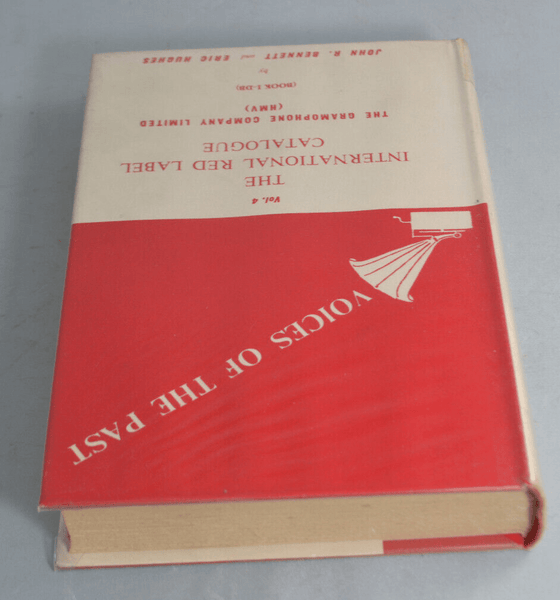 VOICES OF THE PAST
Vol. 4
THE
INTERNATIONAL RED LABEL
CATALOGUE
THE GRAMOPHONE COMPANY LIMITED
(HMV)
(BOOK I-DB)
by
JOHN R. BENNETT and ERIC HUGHES